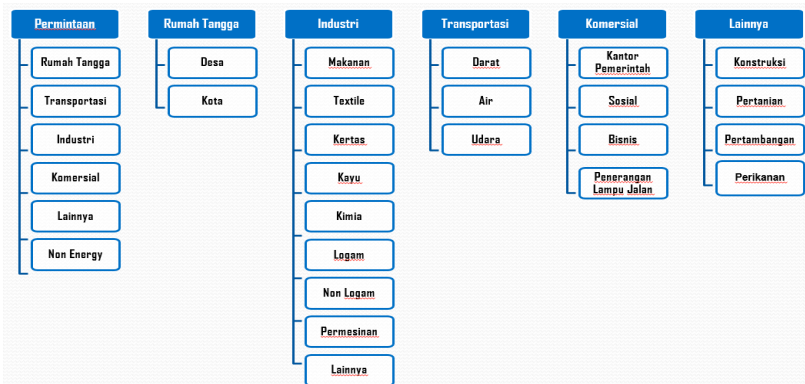 Permintaan
Rumah Tangga
Transportasi
Industri
Komersial
Lainnya
Non Energy
Rumah Tangga
Desa
Kota
Industri
Makanan
Textile
Kertas
Kayu
Kimia
Logam
Non Logam
Permesinan
Lainnya
Transportasi
Darat
Air
Udara
Komersial
Kantor
Pemerintah
Sosial
Bisnis
Penerangan
Lampu Jalan
Lainnya
Konstruksi
Pertanian
Pertambangan
Perikanan